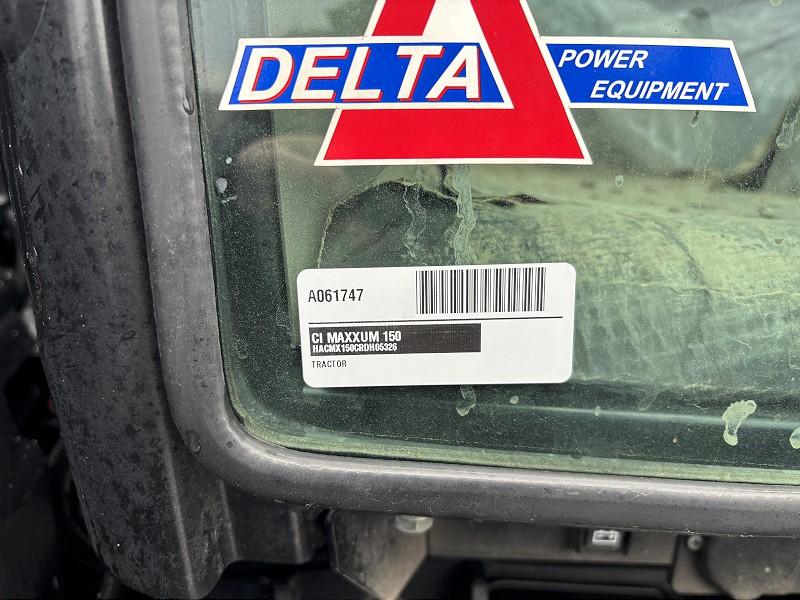 DELTA
POWER
EQUIPMENT
A061747
CI MAXXUM 150
HACMX150CRDH05326
TRACTOR